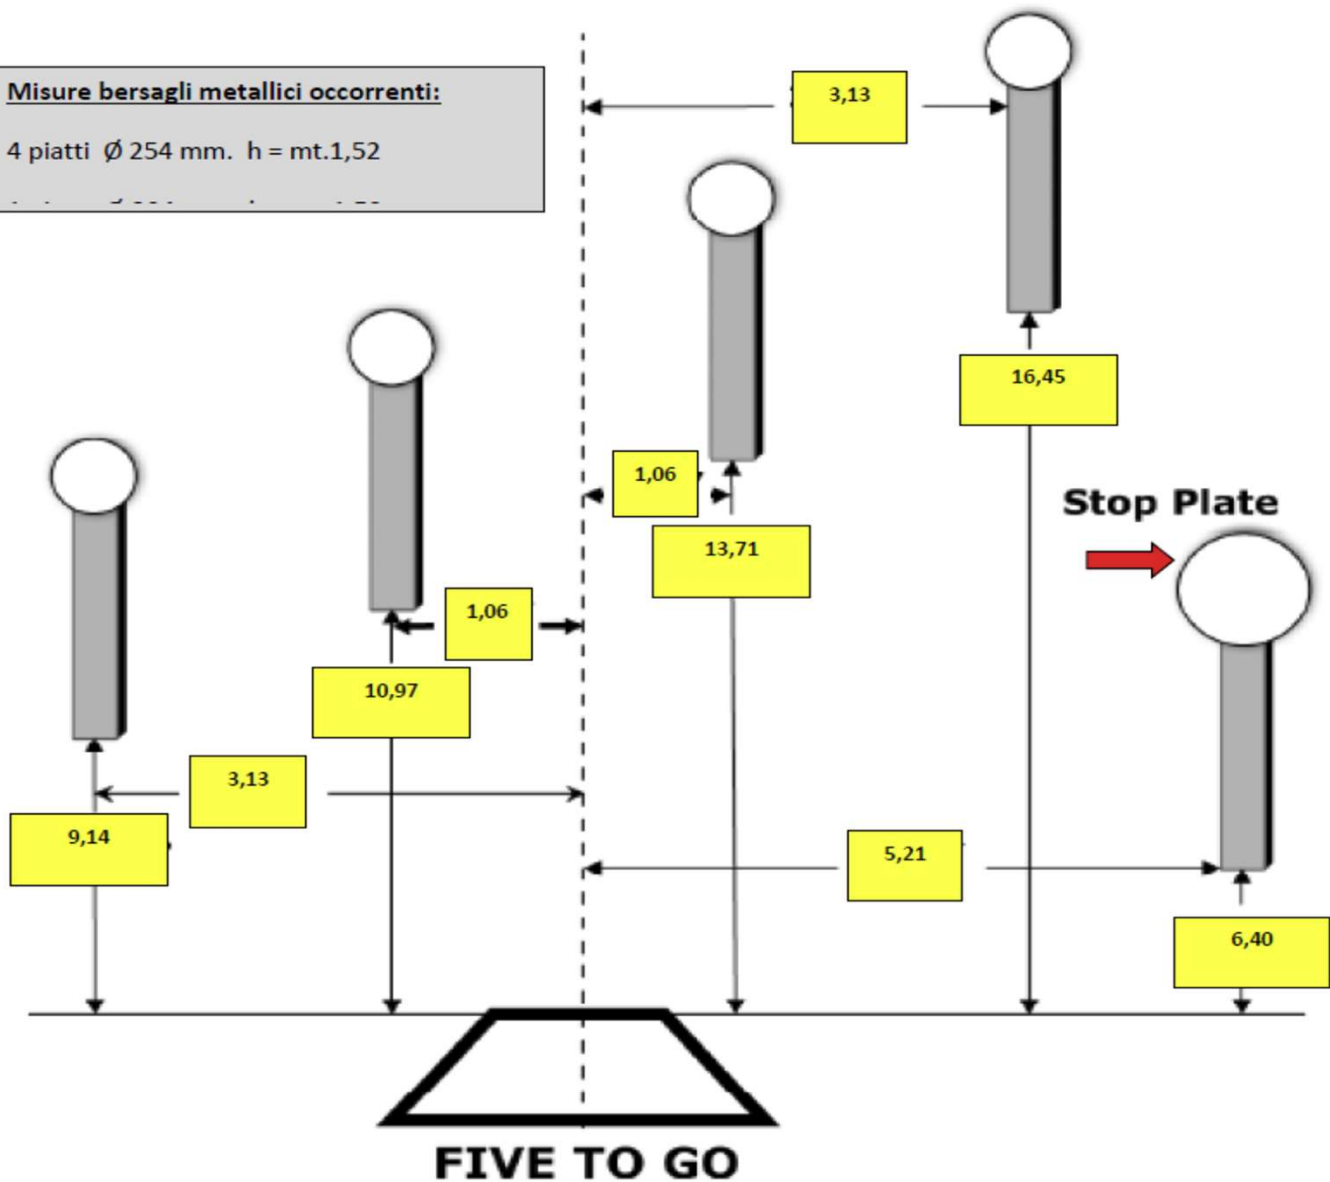 Misure bersagli metallici occorrenti:
4 piatti Ø 254 mm. h = mt.1,52
3,13
16,45
1,06
13,71
Stop Plate
1,06
10,97
3,13
9,14
5,21
6,40
FIVE TO GO